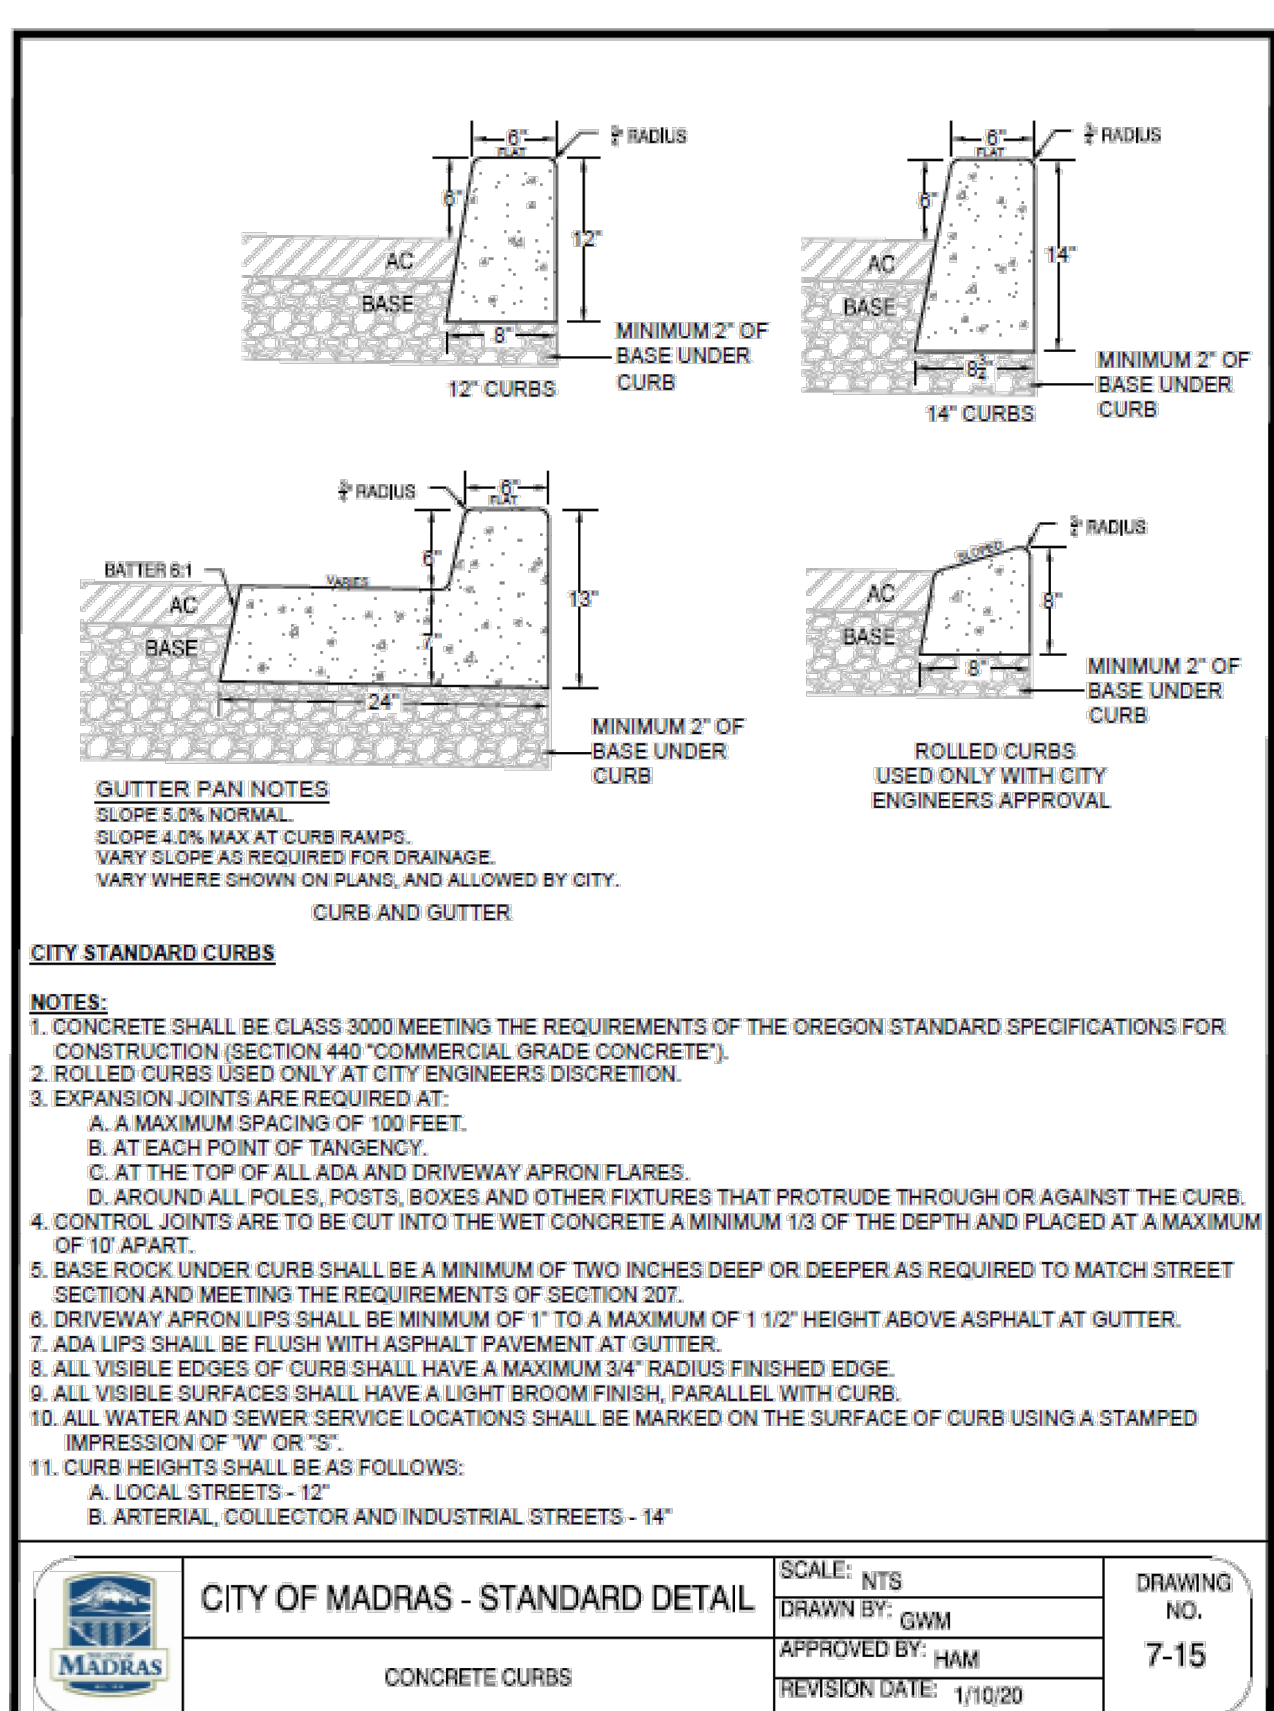 6"
FLAT
3/4" RADIUS
6"
12"
AC
BASE
8"
MINIMUM 2" OF
BASE UNDER
CURB
12" CURBS
6"
FLAT
3/4" RADIUS
6"
14"
AC
BASE
8 3/4"
MINIMUM 2" OF
BASE UNDER
CURB
14" CURBS
3/4" RADIUS
6"
FLAT
6"
BATTER 6:1
VARIES
13"
AC
BASE
7"
24"
MINIMUM 2" OF
BASE UNDER
CURB
GUTTER PAN NOTES
SLOPE 5.0% NORMAL.
SLOPE 4.0% MAX AT CURB RAMPS.
VARY SLOPE AS REQUIRED FOR DRAINAGE.
VARY WHERE SHOWN ON PLANS, AND ALLOWED BY CITY.
CURB AND GUTTER
SLOPED
3/4" RADIUS
AC
8"
BASE
8"
MINIMUM 2" OF
BASE UNDER
CURB
ROLLED CURBS
USED ONLY WITH CITY
ENGINEERS APPROVAL
CITY STANDARD CURBS
NOTES:
1. CONCRETE SHALL BE CLASS 3000 MEETING THE REQUIREMENTS OF THE OREGON STANDARD SPECIFICATIONS FOR
CONSTRUCTION (SECTION 440 "COMMERCIAL GRADE CONCRETE").
2. ROLLED CURBS USED ONLY AT CITY ENGINEERS DISCRETION.
3. EXPANSION JOINTS ARE REQUIRED AT:
A. A MAXIMUM SPACING OF 100 FEET.
B. AT EACH POINT OF TANGENCY.
C. AT THE TOP OF ALL ADA AND DRIVEWAY APRON FLARES.
D. AROUND ALL POLES, POSTS, BOXES AND OTHER FIXTURES THAT PROTRUDE THROUGH OR AGAINST THE CURB.
4. CONTROL JOINTS ARE TO BE CUT INTO THE WET CONCRETE A MINIMUM 1/3 OF THE DEPTH AND PLACED AT A MAXIMUM
OF 10' APART.
5. BASE ROCK UNDER CURB SHALL BE A MINIMUM OF TWO INCHES DEEP OR DEEPER AS REQUIRED TO MATCH STREET
SECTION AND MEETING THE REQUIREMENTS OF SECTION 207.
6. DRIVEWAY APRON LIPS SHALL BE MINIMUM OF 1" TO A MAXIMUM OF 1 1/2" HEIGHT ABOVE ASPHALT AT GUTTER.
7. ADA LIPS SHALL BE FLUSH WITH ASPHALT PAVEMENT AT GUTTER.
8. ALL VISIBLE EDGES OF CURB SHALL HAVE A MAXIMUM 3/4" RADIUS FINISHED EDGE.
9. ALL VISIBLE SURFACES SHALL HAVE A LIGHT BROOM FINISH, PARALLEL WITH CURB.
10. ALL WATER AND SEWER SERVICE LOCATIONS SHALL BE MARKED ON THE SURFACE OF CURB USING A STAMPED
IMPRESSION OF "W" OR "S".
11. CURB HEIGHTS SHALL BE AS FOLLOWS:
A. LOCAL STREETS - 12"
B. ARTERIAL, COLLECTOR AND INDUSTRIAL STREETS - 14"
THE CITY OF
MADRAS
CITY OF MADRAS - STANDARD DETAIL
CONCRETE CURBS
SCALE: NTS
DRAWN BY: GWM
APPROVED BY: HAM
REVISION DATE: 1/10/20
DRAWING
NO.
7-15